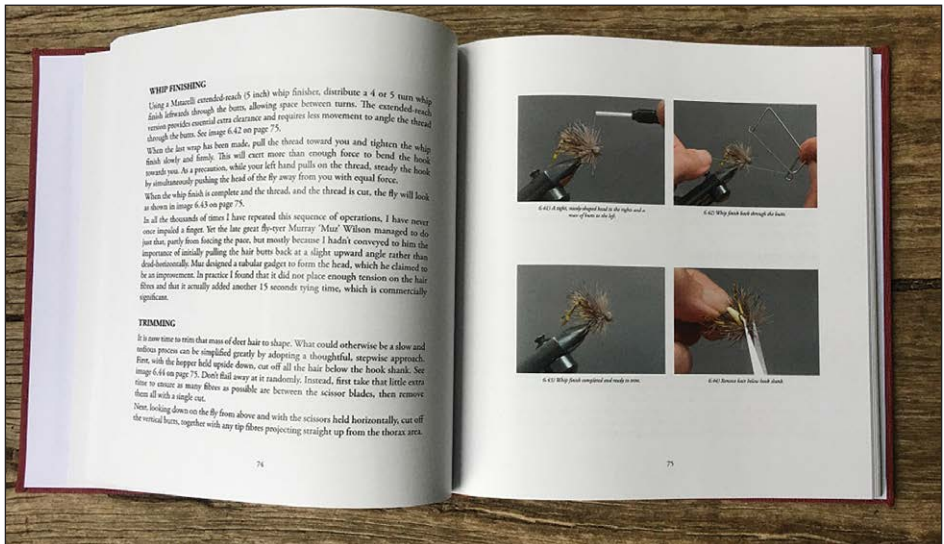 WHIP FINISHING
Using a Matarelli extended-reach (5 inch) whip finisher, distribute a 4 or 5 turn whip
finish leftwards through the butts, allowing space between turns. The extended-reach
version provides essential extra clearance and requires less movement to angle the thread
through the butts. See image 6.42 on page 75.
When the last wrap has been made, pull the thread toward you and tighten the whip
finish slowly and firmly. This will exert more than enough force to bend the hook
towards you. As a precaution, while your left hand pulls on the thread, steady the hook
by simultaneously pushing the head of the fly away from you with equal force.
When the whip finish is complete and the thread, and the thread is cut, the fly will look
as shown in image 6.43 on page 75.
In all the thousands of times I have repeated this sequence of operations, I have never
once impaled a finger. Yet the late great fly-tyer Murray 'Muz' Wilson managed to do
just that, partly from forcing the pace, but mostly because I hadn't conveyed to him the
importance of initially pulling the hair butts back at a slight upward angle rather than
dead-horizontally. Muz designed a tubular gadget to form the head, which he claimed to
be an improvement. In practice I found that it did not place enough tension on the hair
fibres and that it actually added another 15 seconds tying time, which is commercially
significant.
TRIMMING
It is now time to trim that mass of deer hair to shape. What could otherwise be a slow and
tedious process can be simplified greatly by adopting a thoughtful, stepwise approach.
First, with the hopper held upside down, cut off all the hair below the hook shank. See
image 6.44 on page 75. Don't flail away at it randomly. Instead, first take that little extra
time to ensure as many fibres as possible are between the scissor blades, then remove
them all with a single cut.
Next, looking down on the fly from above and with the scissors held horizontally, cut off
the vertical butts, together with any tip fibres projecting straight up from the thorax area.
74
6.41) A tight, neatly-shaped head to the right and a
mass of butts to the left.
6.42) Whip finish back through the butts.
6.43) Whip finish completed and ready to trim.
6.44) Remove hair below hook shank.
75